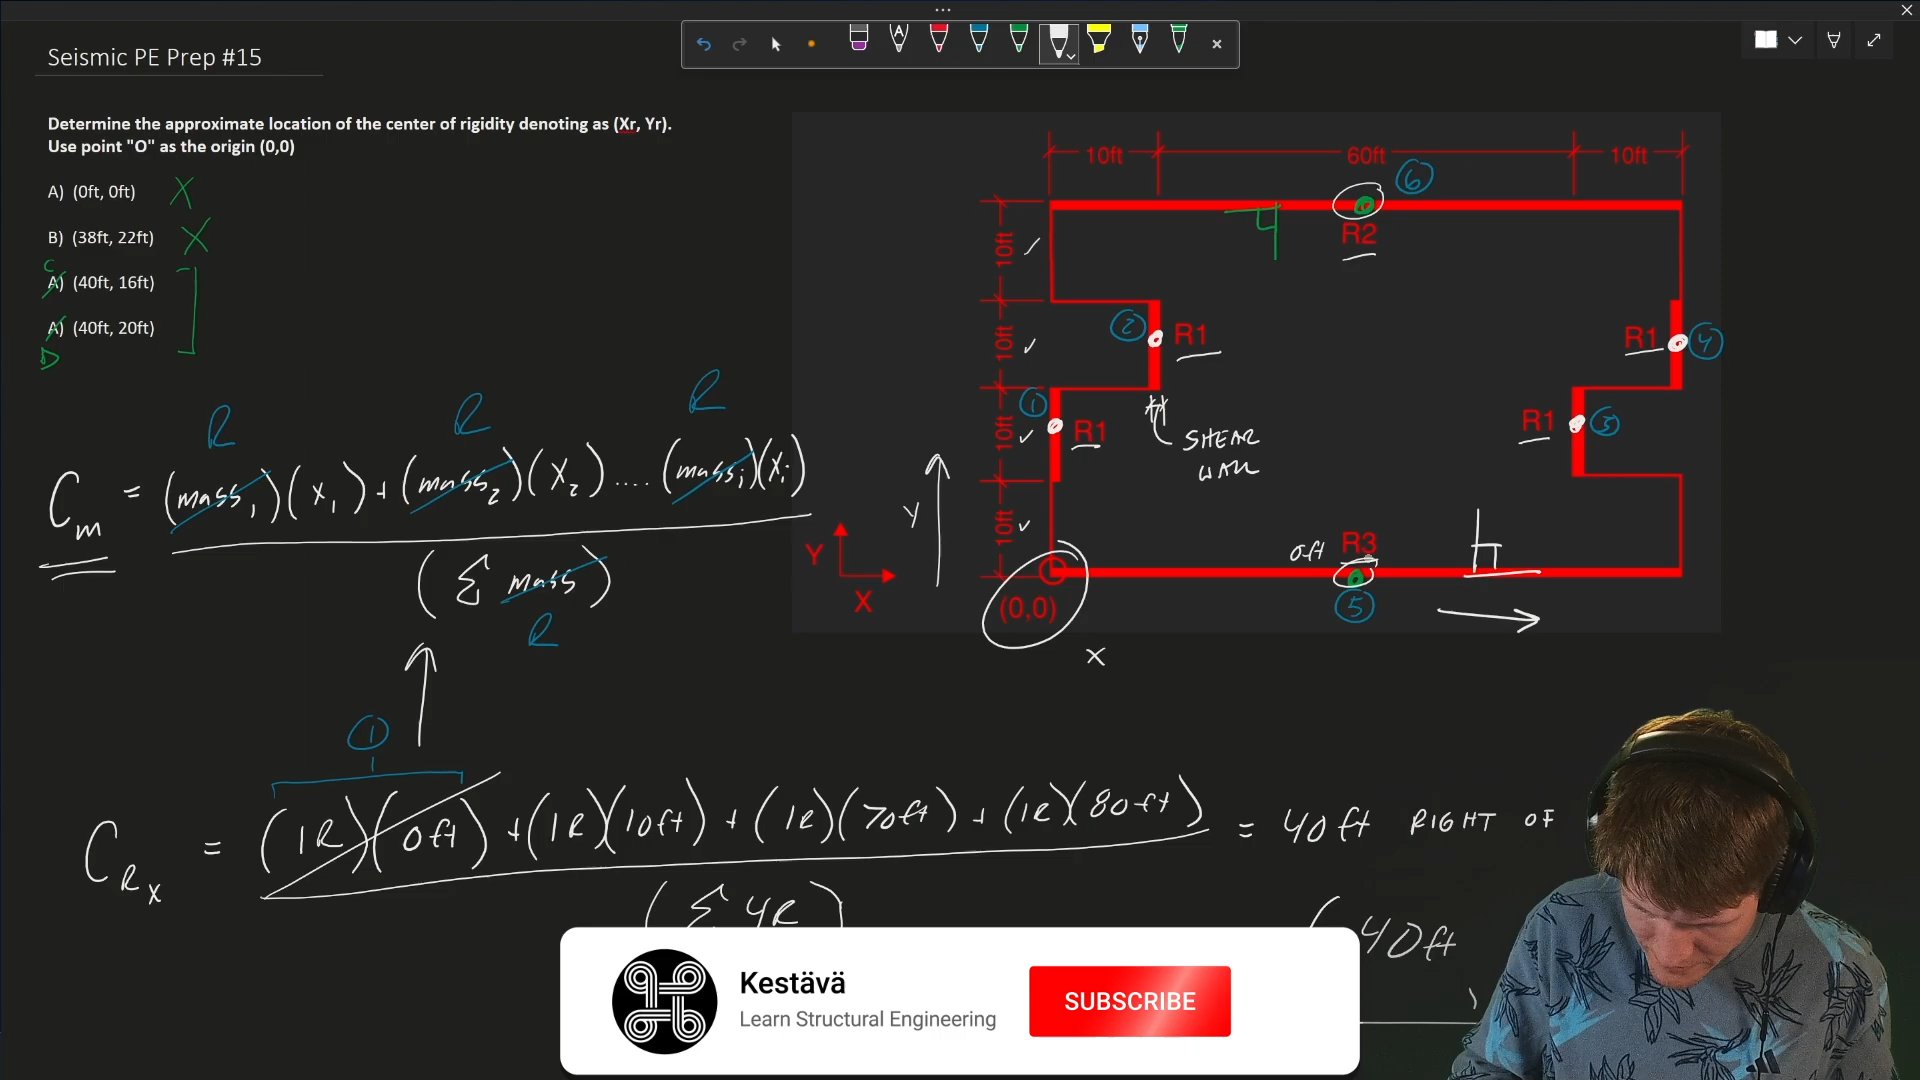 Seismic PE Prep #15
Determine the approximate location of the center of rigidity denoting as (Xr, Yr).
Use point "O" as the origin (0,0)
A) (0ft, 0ft) X
B) (38ft, 22ft) X
C
A) (40ft, 16ft)
A) (40ft, 20ft)
D
10ft
60ft
10ft
6
R2
10ft
10ft
10ft
10ft
2
R1
R1
4
1
R1
R1
3
SHEAR
WALL
Y
0ft
R3
5
(0,0)
Y
X
X
R
R
R
Cm = (mass1)(X1) + (mass2)(X2) .... (massi)(Xi)
(Σ mass)
R
1
CRx = (1R)(0ft) + (1R)(10ft) + (1R)(70ft) + (1R)(80ft) = 40ft RIGHT OF
(Σ 4R)
(40ft
Kestävä
Learn Structural Engineering
SUBSCRIBE